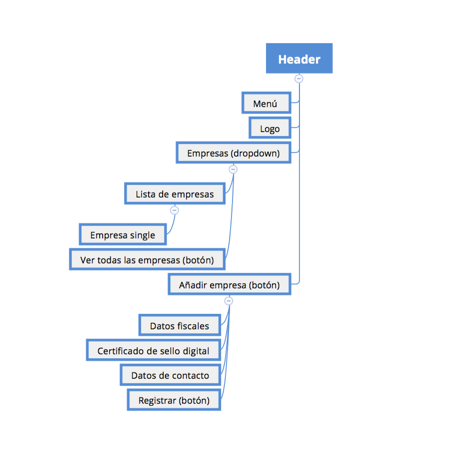 Header
Menú
Logo
Empresas (dropdown)
Lista de empresas
Empresa single
Ver todas las empresas (botón)
Añadir empresa (botón)
Datos fiscales
Certificado de sello digital
Datos de contacto
Registrar (botón)